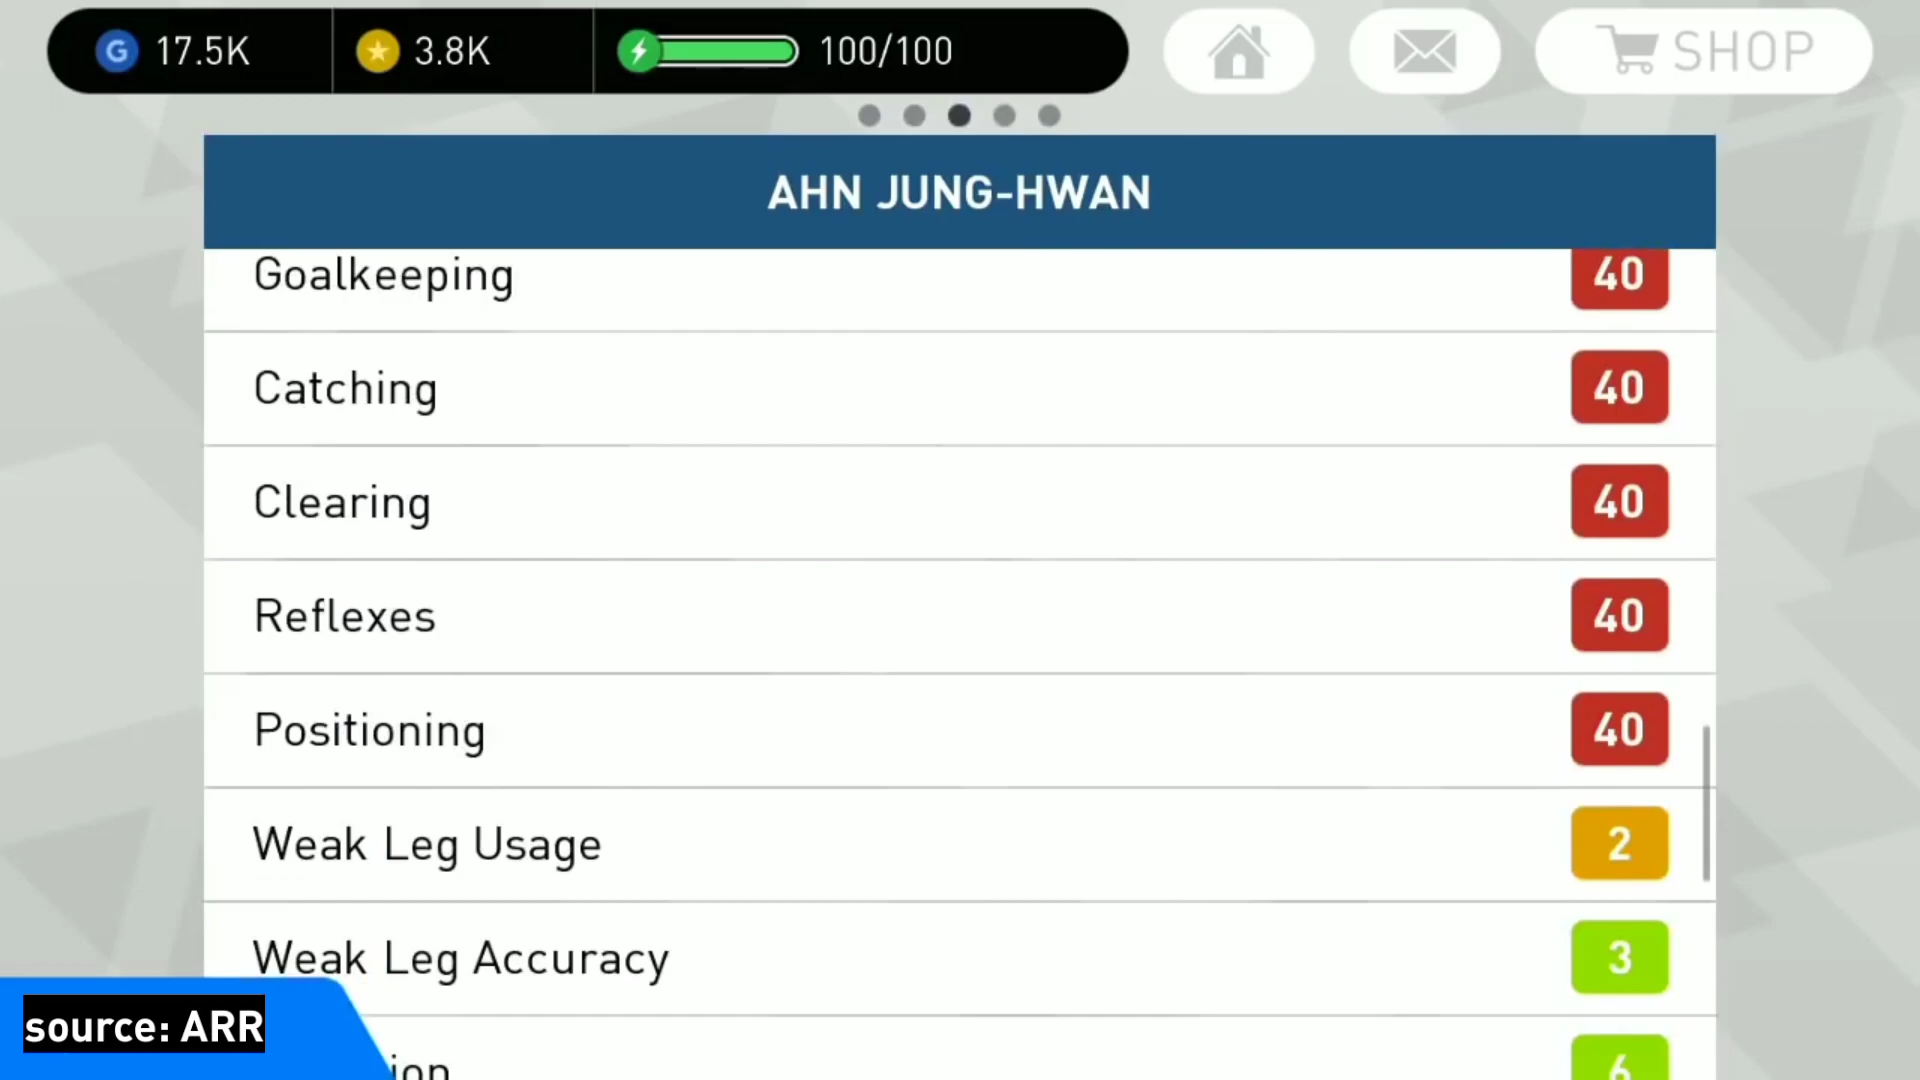 G 17.5K 3.8K 100/100 SHOP
AHN JUNG-HWAN
Goalkeeping 40
Catching 40
Clearing 40
Reflexes 40
Positioning 40
Weak Leg Usage 2
Weak Leg Accuracy 3
source: ARR
6